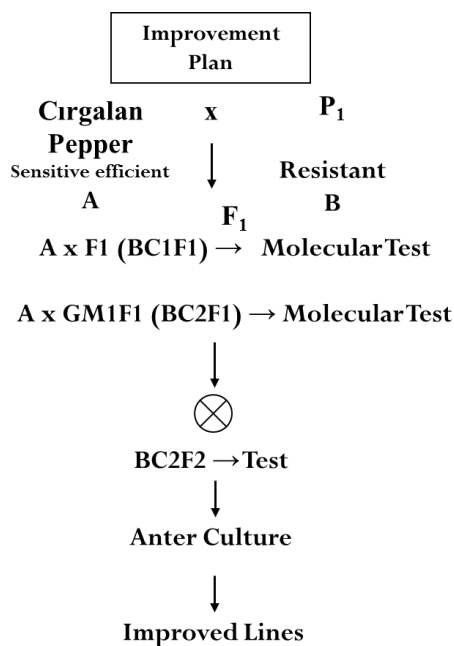 Improvement
Plan
Cırgalan x P1
Pepper
Sensitive efficient Resistant
A B
F1
A x F1 (BC1F1) → Molecular Test
A x GM1F1 (BC2F1) → Molecular Test
BC2F2 → Test
Anter Culture
Improved Lines